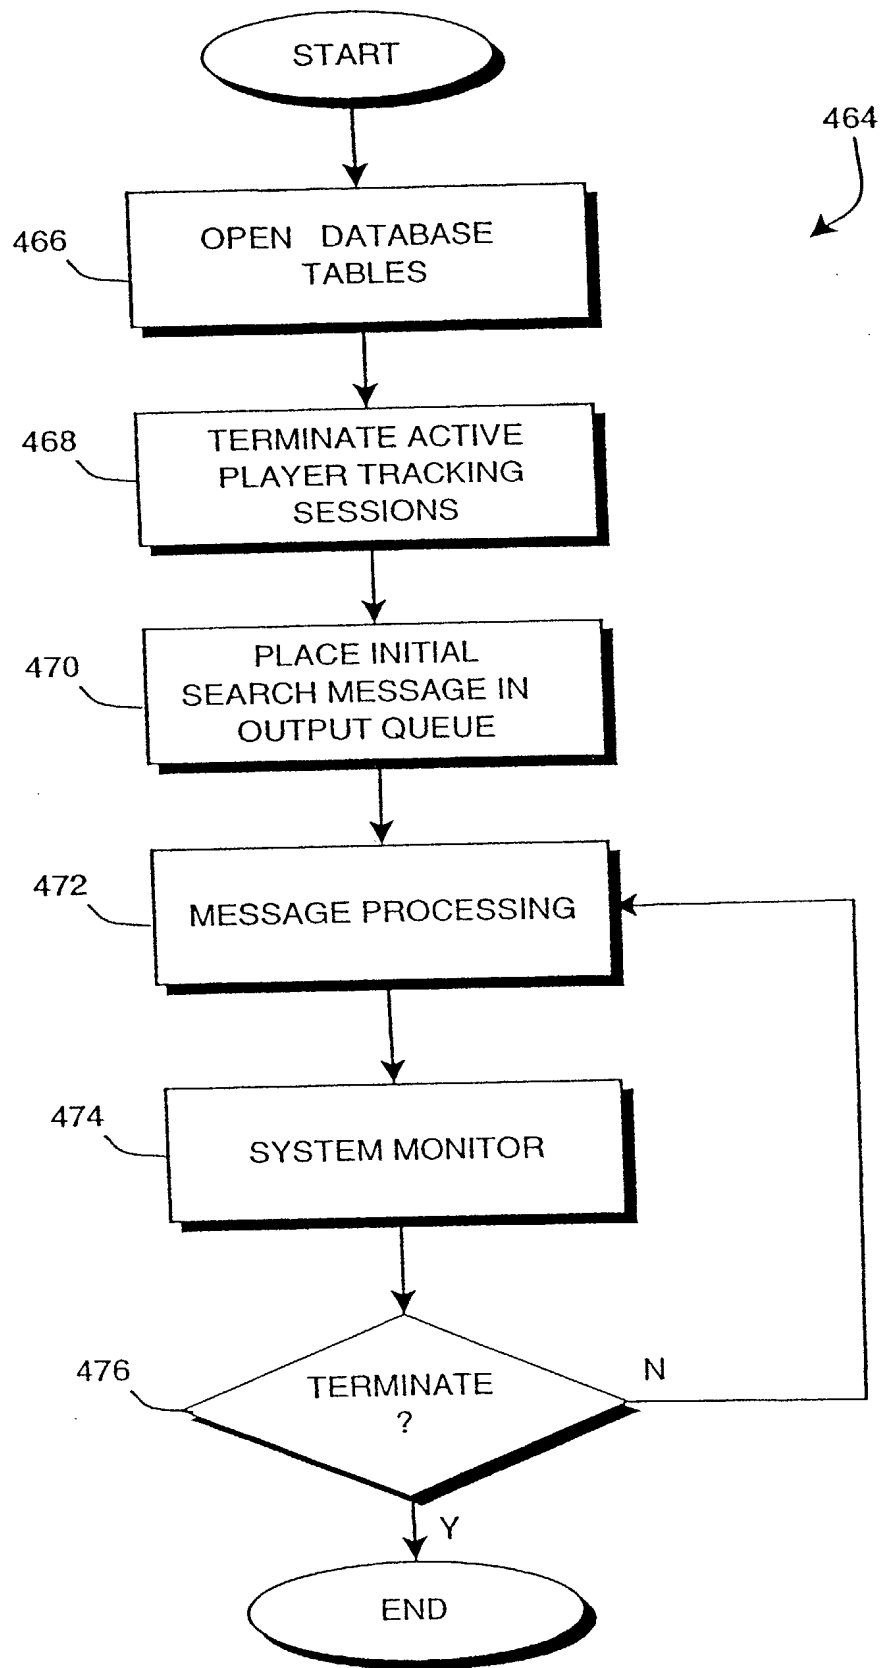 START
464
466
OPEN DATABASE
TABLES
468
TERMINATE ACTIVE
PLAYER TRACKING
SESSIONS
470
PLACE INITIAL
SEARCH MESSAGE IN
OUTPUT QUEUE
472
MESSAGE PROCESSING
474
SYSTEM MONITOR
476
TERMINATE
?
N
Y
END